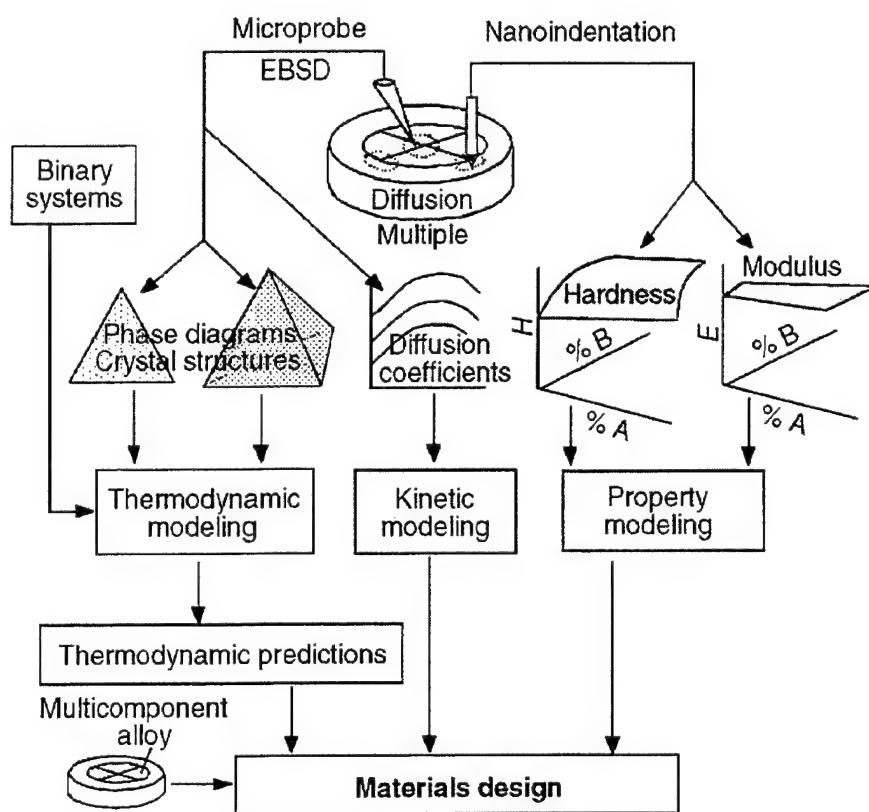 Microprobe
EBSD
Nanoindentation
Binary
systems
Diffusion
Multiple
Phase diagrams
Crystal structures
Diffusion
coefficients
H
Hardness
% B
% A
E
Modulus
% B
% A
Thermodynamic
modeling
Kinetic
modeling
Property
modeling
Thermodynamic predictions
Multicomponent
alloy
Materials design